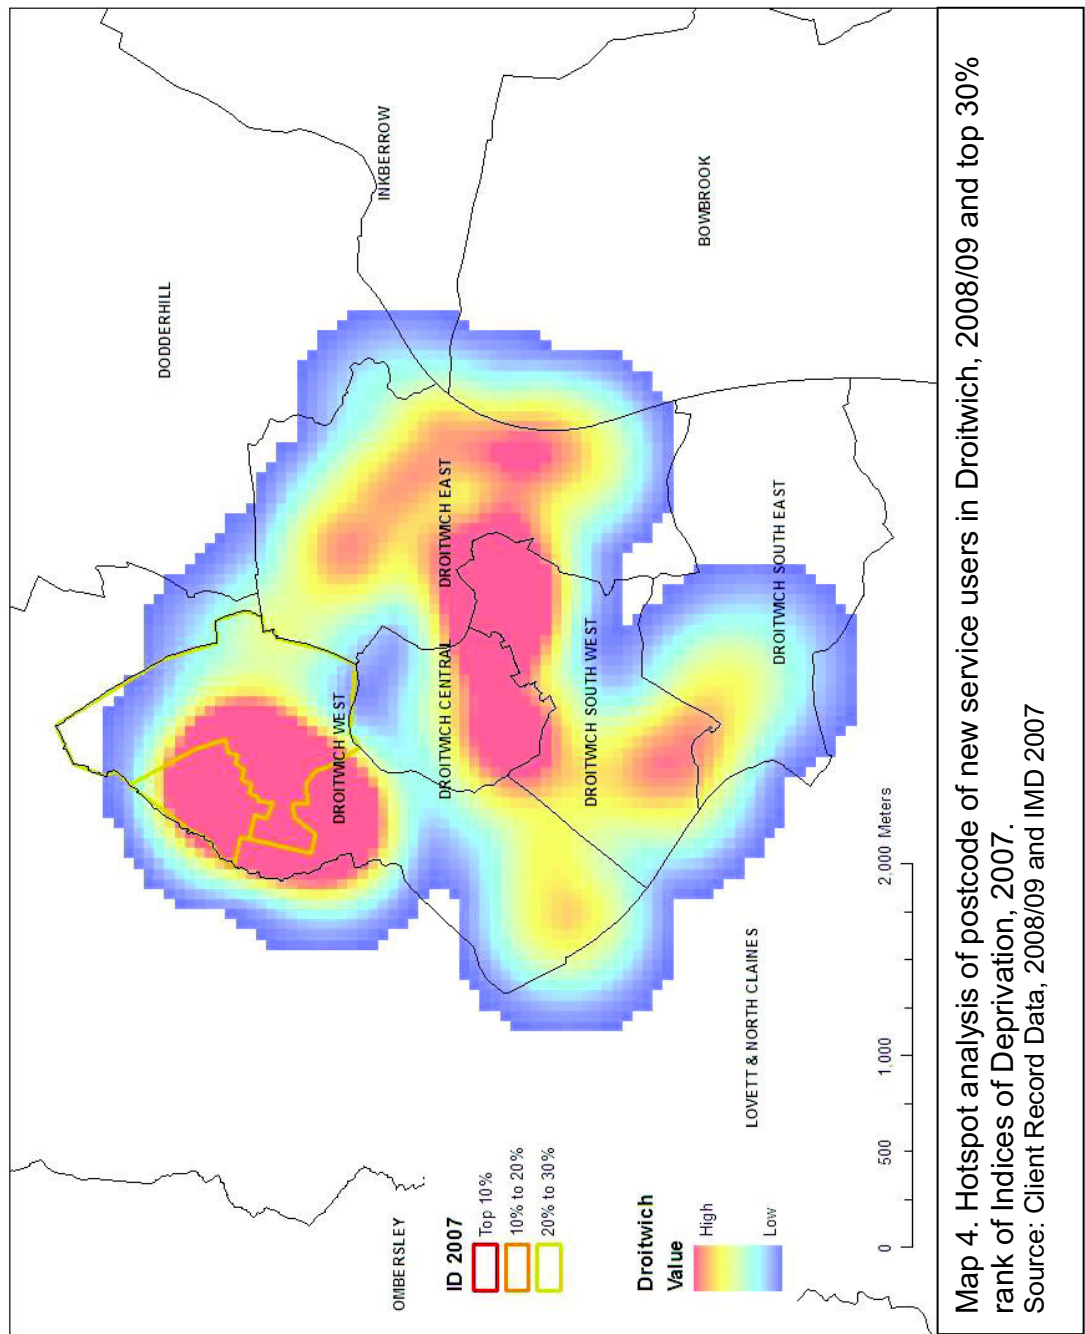 DODDERHILL
INKBERROW
BOWBROOK
DROITWICH WEST
DROITWICH CENTRAL
DROITWICH EAST
DROITWICH SOUTH WEST
DROITWICH SOUTH EAST
LOVETT & NORTH CLAINES
OMBERSLEY
ID 2007
Top 10%
10% to 20%
20% to 30%
Droitwich
Value
High
Low
0 500 1,000 2,000 Meters
Map 4. Hotspot analysis of postcode of new service users in Droitwich, 2008/09 and top 30%
rank of Indices of Deprivation, 2007.
Source: Client Record Data, 2008/09 and IMD 2007